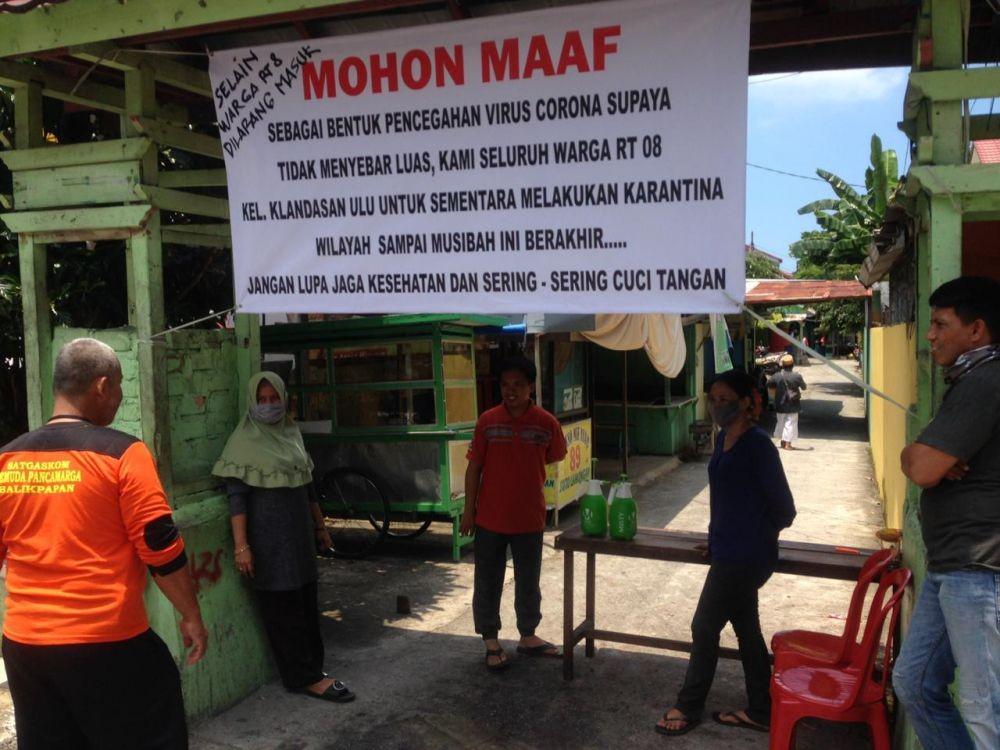 SELAIN
WARGA RT 8
DILARANG MASUK
MOHON MAAF
SEBAGAI BENTUK PENCEGAHAN VIRUS CORONA SUPAYA
TIDAK MENYEBAR LUAS, KAMI SELURUH WARGA RT 08
KEL. KLANDASAN ULU UNTUK SEMENTARA MELAKUKAN KARANTINA
WILAYAH SAMPAI MUSIBAH INI BERAKHIR.....
JANGAN LUPA JAGA KESEHATAN DAN SERING - SERING CUCI TANGAN
SATGASKOM
PEMUDA PANCAMARGA
BALIKPAPAN
89